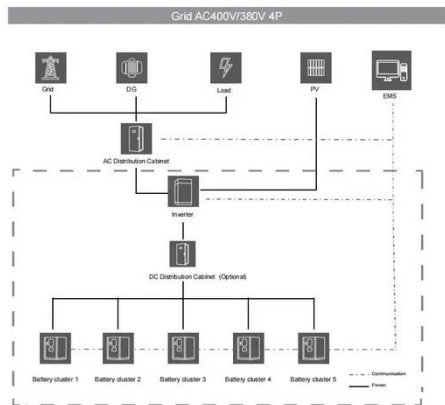 Grid AC400V/380V 4P
Grid
DG
Load
PV
EMS
AC Distribution Cabinet
Inverter
DC Distribution Cabinet (Optional)
Battery cluster 1
Battery cluster 2
Battery cluster 3
Battery cluster 4
Battery cluster 5
Communication
Power